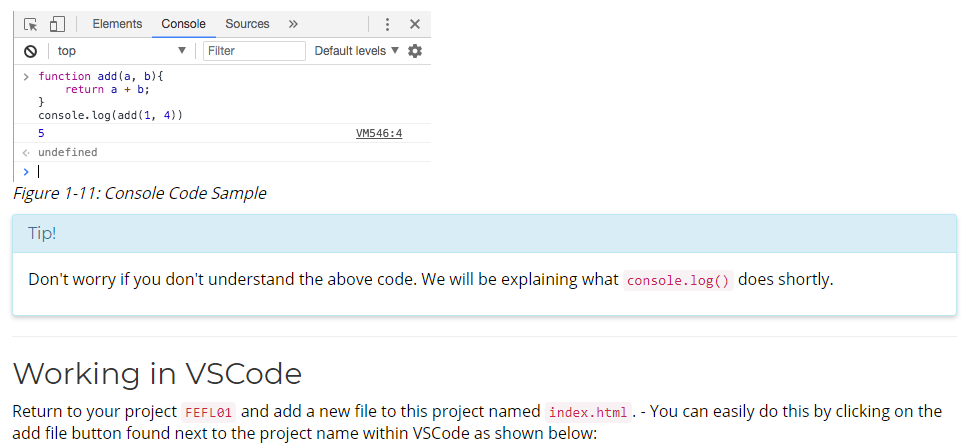 Elements Console Sources »
top Filter Default levels
function add(a, b){
return a + b;
}
console.log(add(1, 4))
5 VM546:4
undefined
Figure 1-11: Console Code Sample
Tip!
Don't worry if you don't understand the above code. We will be explaining what console.log() does shortly.
Working in VSCode
Return to your project FEFL01 and add a new file to this project named index.html. - You can easily do this by clicking on the
add file button found next to the project name within VSCode as shown below: